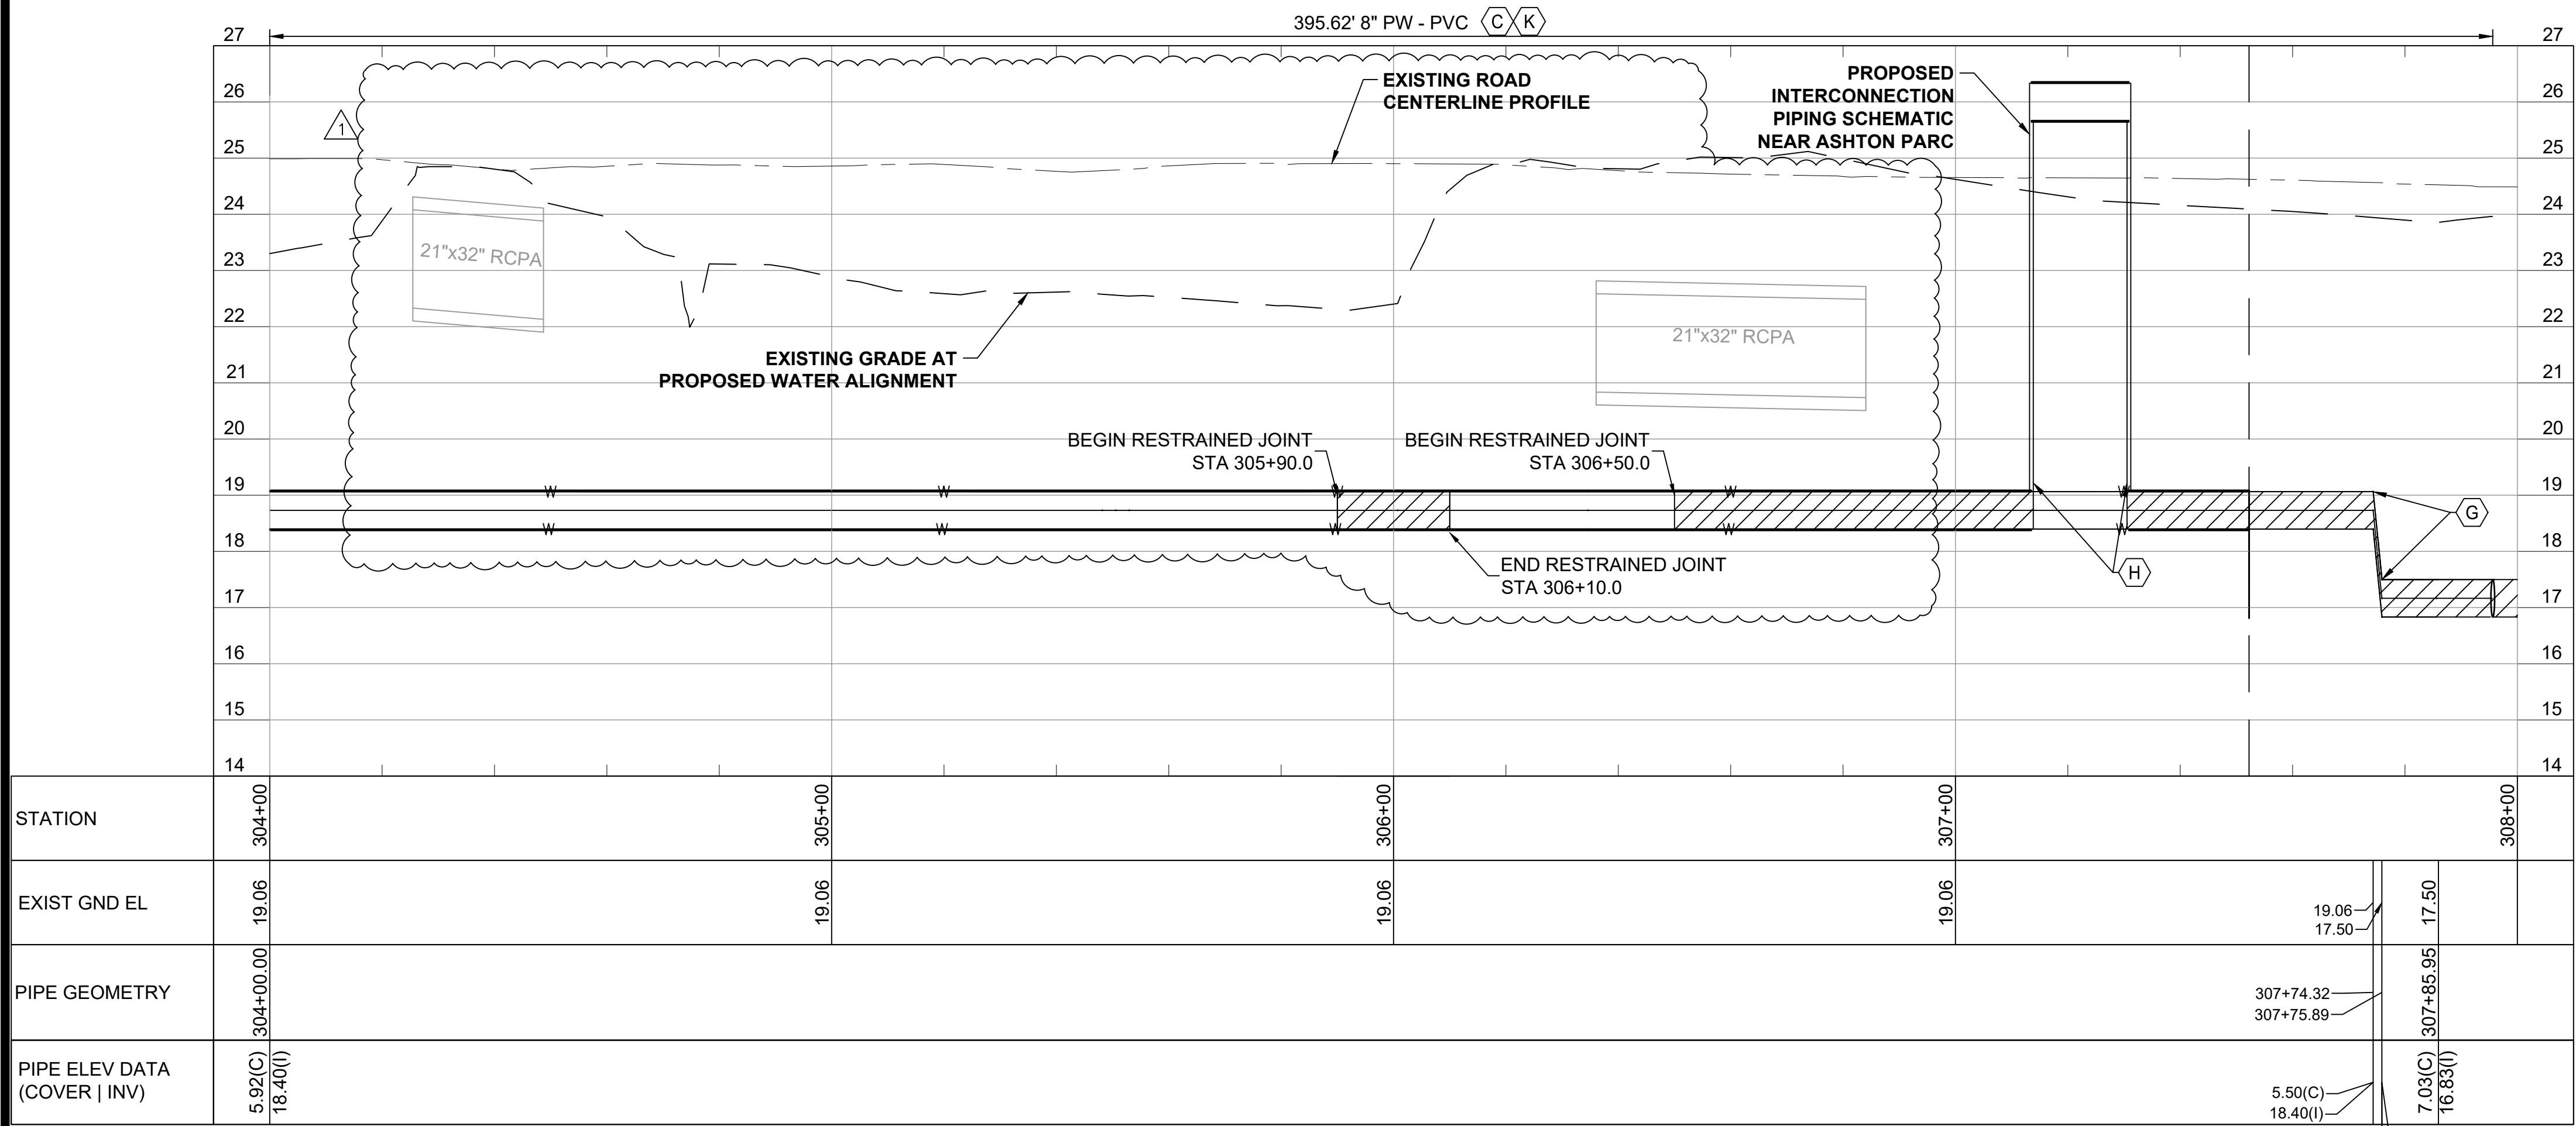 395.62' 8" PW - PVC C K
27 27
26 26
25 25
24 24
23 23
22 22
21 21
20 20
19 19
18 18
17 17
16 16
15 15
14 14
1
EXISTING ROAD
CENTERLINE PROFILE
PROPOSED
INTERCONNECTION
PIPING SCHEMATIC
NEAR ASHTON PARC
21"x32" RCPA
21"x32" RCPA
EXISTING GRADE AT
PROPOSED WATER ALIGNMENT
BEGIN RESTRAINED JOINT
STA 305+90.0
BEGIN RESTRAINED JOINT
STA 306+50.0
W W W W W
W W W W W
G
END RESTRAINED JOINT
STA 306+10.0
H
STATION
304+00
305+00
306+00
307+00
308+00
EXIST GND EL
19.06
19.06
19.06
19.06
19.06
17.50
17.50
PIPE GEOMETRY
304+00.00
307+74.32
307+75.89
307+85.95
PIPE ELEV DATA
(COVER | INV)
5.92(C)
18.40(I)
5.50(C)
18.40(I)
7.03(C)
16.83(I)